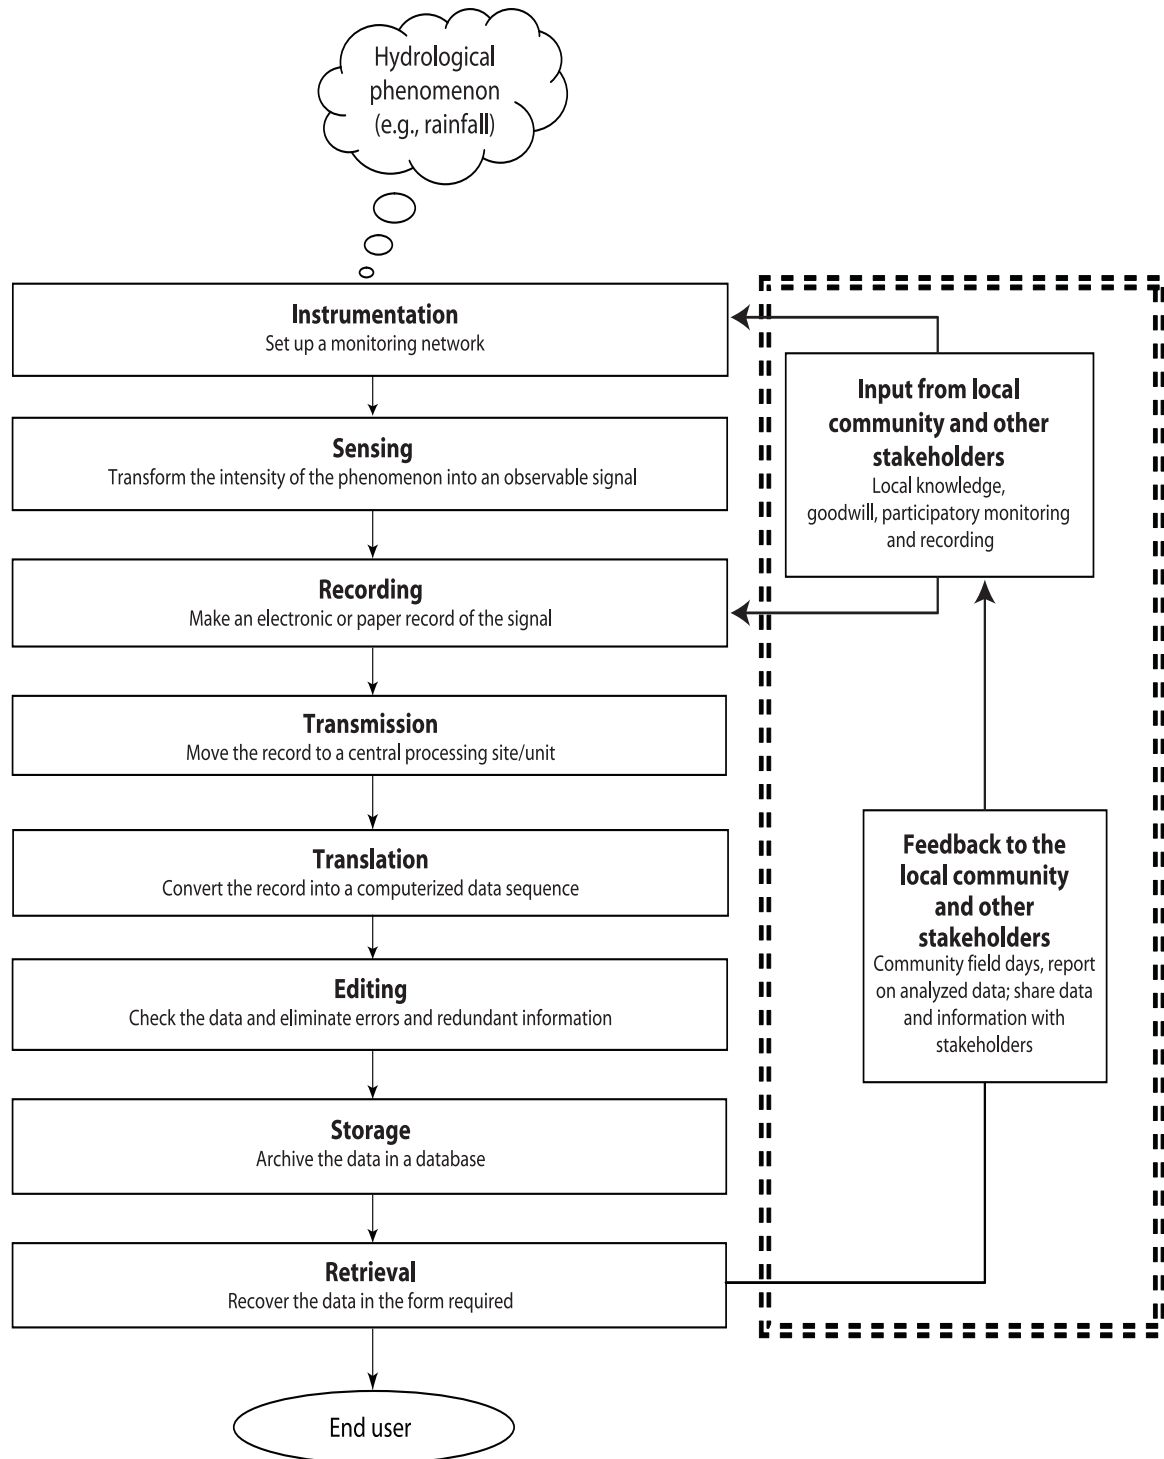 Hydrological
phenomenon
(e.g., rainfall)
Instrumentation
Set up a monitoring network
Sensing
Transform the intensity of the phenomenon into an observable signal
Recording
Make an electronic or paper record of the signal
Transmission
Move the record to a central processing site/unit
Translation
Convert the record into a computerized data sequence
Editing
Check the data and eliminate errors and redundant information
Storage
Archive the data in a database
Retrieval
Recover the data in the form required
End user
Input from local
community and other
stakeholders
Local knowledge,
goodwill, participatory monitoring
and recording
Feedback to the
local community
and other
stakeholders
Community field days, report
on analyzed data; share data
and information with
stakeholders